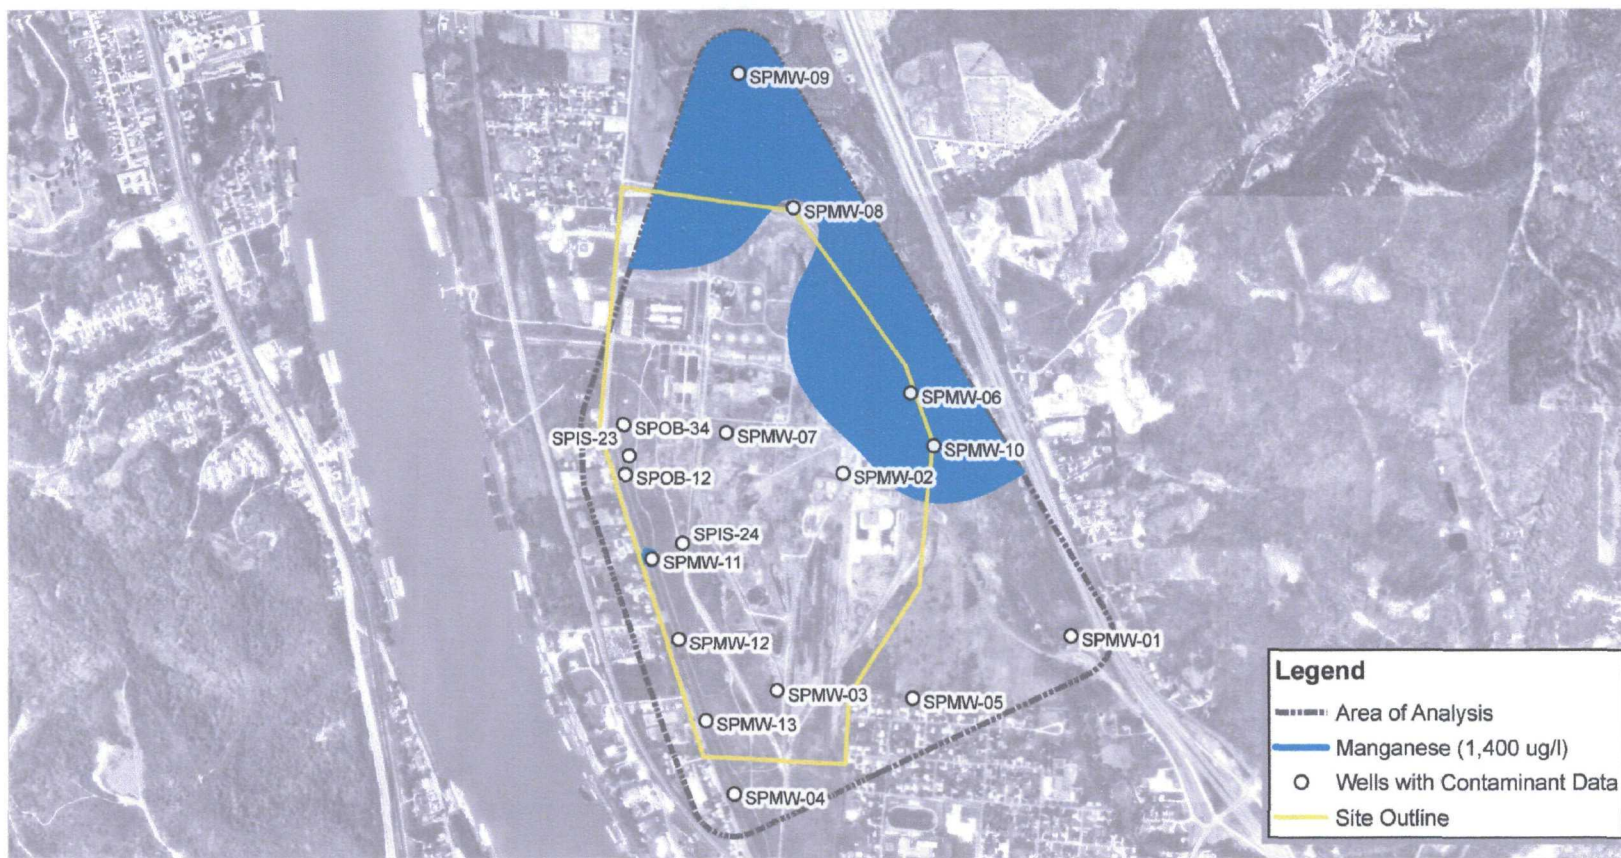 SPMW-09
SPMW-08
SPMW-06
SPOB-34
SPIS-23
SPMW-07
SPMW-10
SPOB-12
SPMW-02
SPIS-24
SPMW-11
SPMW-12
SPMW-01
SPMW-03
SPMW-05
SPMW-13
SPMW-04
Legend
Area of Analysis
Manganese (1,400 ug/l)
Wells with Contaminant Data
Site Outline